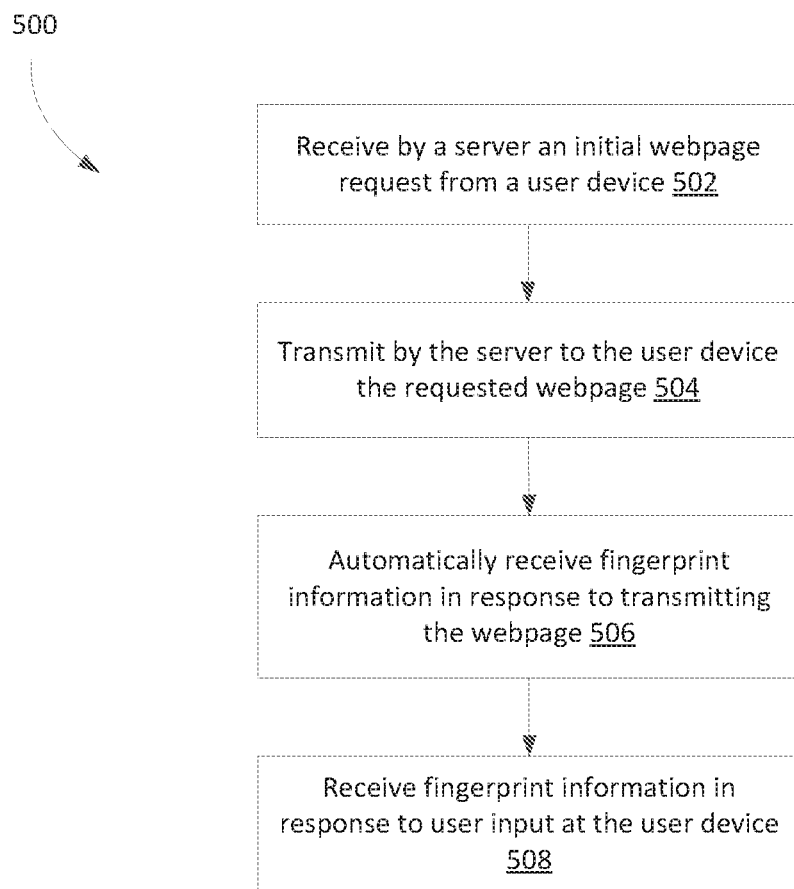 500
Receive by a server an initial webpage
request from a user device 502
Transmit by the server to the user device
the requested webpage 504
Automatically receive fingerprint
information in response to transmitting
the webpage 506
Receive fingerprint information in
response to user input at the user device
508